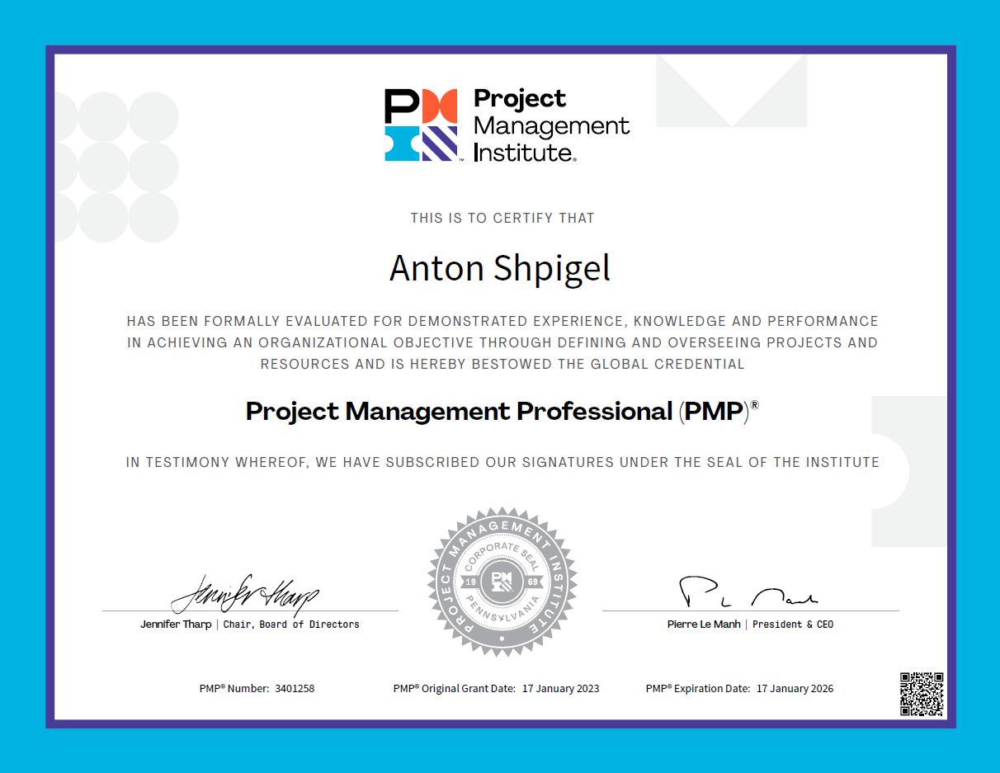 PM
Project
Management
Institute®
™
THIS IS TO CERTIFY THAT
Anton Shpigel
HAS BEEN FORMALLY EVALUATED FOR DEMONSTRATED EXPERIENCE, KNOWLEDGE AND PERFORMANCE
IN ACHIEVING AN ORGANIZATIONAL OBJECTIVE THROUGH DEFINING AND OVERSEEING PROJECTS AND
RESOURCES AND IS HEREBY BESTOWED THE GLOBAL CREDENTIAL
Project Management Professional (PMP)®
IN TESTIMONY WHEREOF, WE HAVE SUBSCRIBED OUR SIGNATURES UNDER THE SEAL OF THE INSTITUTE
PROJECT MANAGEMENT INSTITUTE
CORPORATE SEAL
19 69
PENNSYLVANIA
Jennifer Tharp
Jennifer Tharp | Chair, Board of Directors
P L Manh
Pierre Le Manh | President & CEO
PMP® Number: 3401258
PMP® Original Grant Date: 17 January 2023
PMP® Expiration Date: 17 January 2026